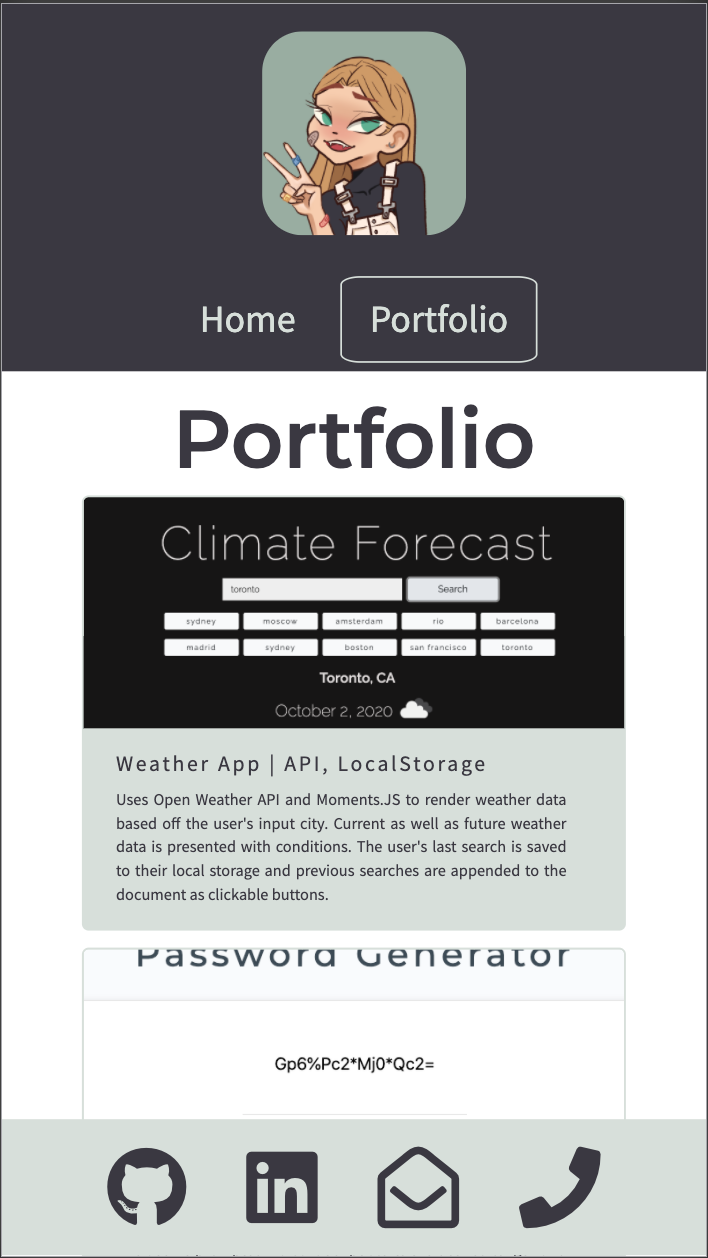 Home
Portfolio
Portfolio
Climate Forecast
toronto
Search
sydney
moscow
amsterdam
rio
barcelona
madrid
sydney
boston
san francisco
toronto
Toronto, CA
October 2, 2020
Weather App | API, LocalStorage
Uses Open Weather API and Moments.JS to render weather data
based off the user's input city. Current as well as future weather
data is presented with conditions. The user's last search is saved
to their local storage and previous searches are appended to the
document as clickable buttons.
Password Generator
Gp6%Pc2*Mj0*Qc2=
in